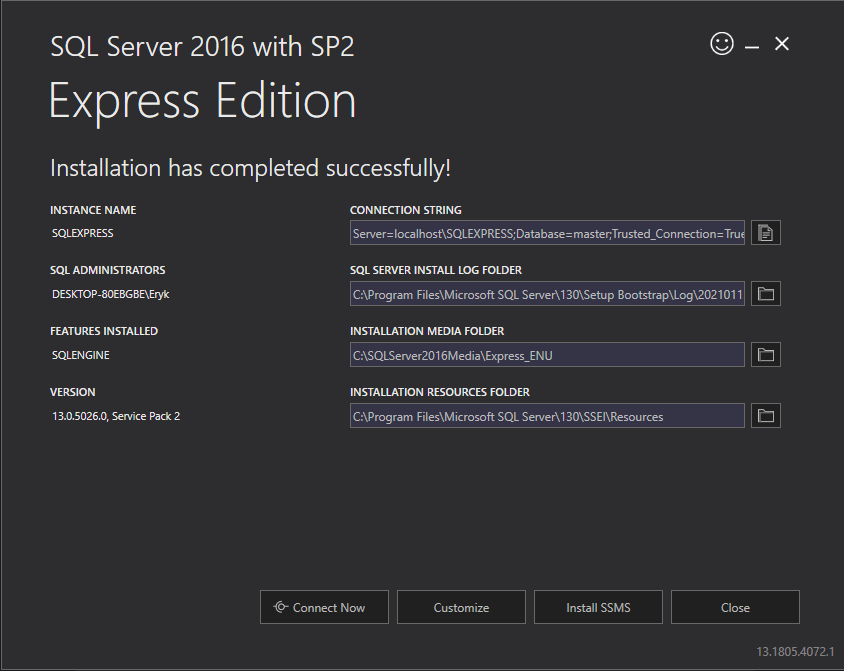 SQL Server 2016 with SP2
Express Edition
Installation has completed successfully!
INSTANCE NAME
SQLEXPRESS
CONNECTION STRING
Server=localhost\SQLEXPRESS;Database=master;Trusted_Connection=True
SQL ADMINISTRATORS
DESKTOP-80EBGBE\Eryk
SQL SERVER INSTALL LOG FOLDER
C:\Program Files\Microsoft SQL Server\130\Setup Bootstrap\Log\2021011
FEATURES INSTALLED
SQLENGINE
INSTALLATION MEDIA FOLDER
C:\SQLServer2016Media\Express_ENU
VERSION
13.0.5026.0, Service Pack 2
INSTALLATION RESOURCES FOLDER
C:\Program Files\Microsoft SQL Server\130\SSEI\Resources
Connect Now
Customize
Install SSMS
Close
13.1805.4072.1